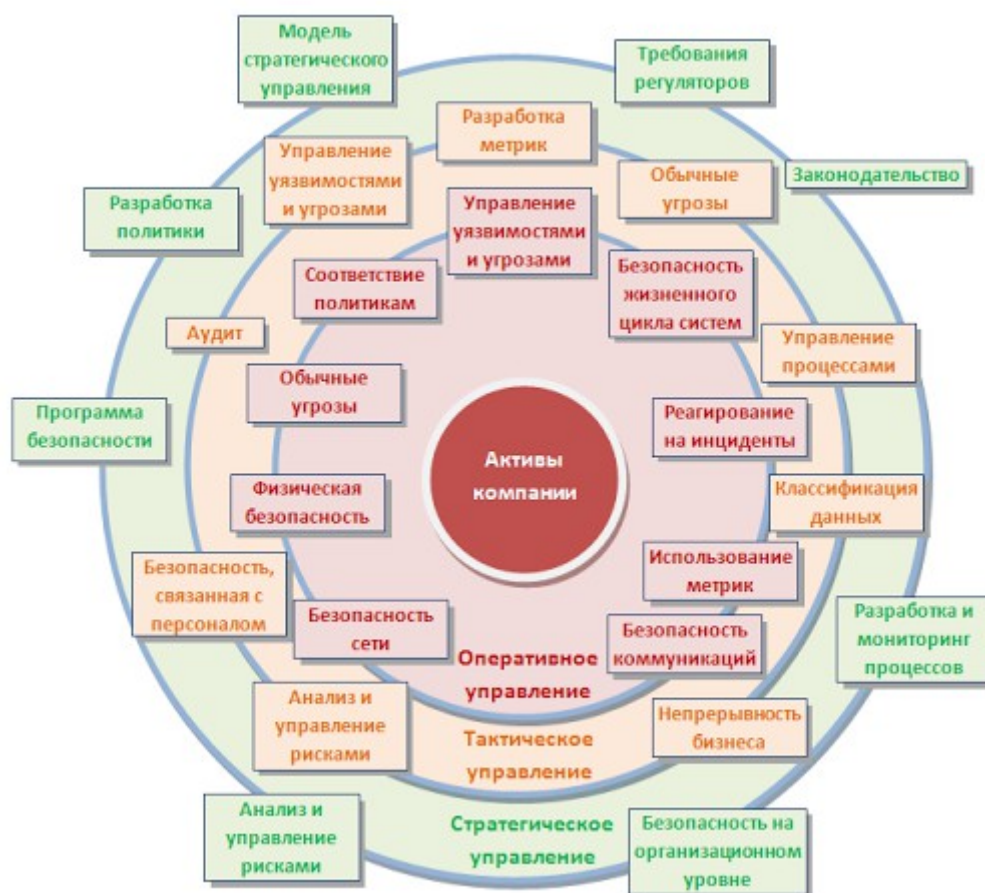 Модель
стратегического
управления
Требования
регуляторов
Разработка
метрик
Управление
уязвимостями
и угрозами
Обычные
угрозы
Законодательство
Разработка
политики
Управление
уязвимостями
и угрозами
Соответствие
политикам
Безопасность
жизненного
цикла систем
Аудит
Управление
процессами
Обычные
угрозы
Программа
безопасности
Реагирование
на инциденты
Активы
компании
Физическая
безопасность
Классификация
данных
Безопасность,
связанная с
персоналом
Использование
метрик
Безопасность
сети
Безопасность
коммуникаций
Разработка и
мониторинг
процессов
Оперативное
управление
Анализ и
управление
рисками
Непрерывность
бизнеса
Тактическое
управление
Анализ и
управление
рисками
Стратегическое
управление
Безопасность на
организационном
уровне